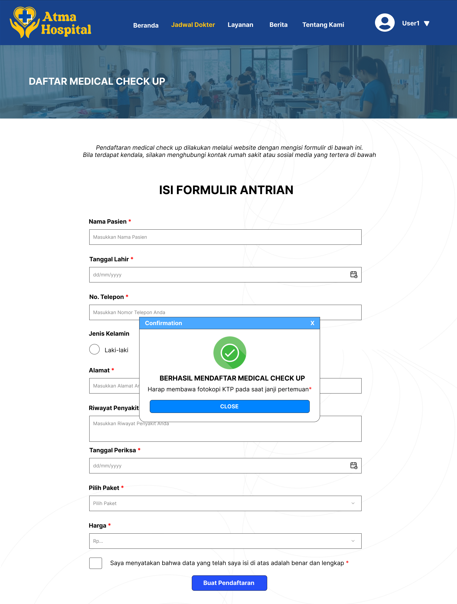 Atma
Hospital
Beranda
Jadwal Dokter
Layanan
Berita
Tentang Kami
User1
DAFTAR MEDICAL CHECK UP
Pendaftaran medical check up dilakukan melalui website dengan mengisi formulir di bawah ini.
Bila terdapat kendala, silakan menghubungi kontak rumah sakit atau sosial media yang tertera di bawah
ISI FORMULIR ANTRIAN
Nama Pasien *
Masukkan Nama Pasien
Tanggal Lahir *
dd/mm/yyyy
No. Telepon *
Masukkan Nomor Telepon Anda
Confirmation X
Jenis Kelamin
Laki-laki
BERHASIL MENDAFTAR MEDICAL CHECK UP
Harap membawa fotokopi KTP pada saat janji pertemuan*
CLOSE
Alamat *
Masukkan Alamat
Riwayat Penyakit
Masukkan Riwayat Penyakit Anda
Tanggal Periksa *
dd/mm/yyyy
Pilih Paket *
Pilih Paket
Harga *
Rp...
Saya menyatakan bahwa data yang telah saya isi di atas adalah benar dan lengkap *
Buat Pendaftaran